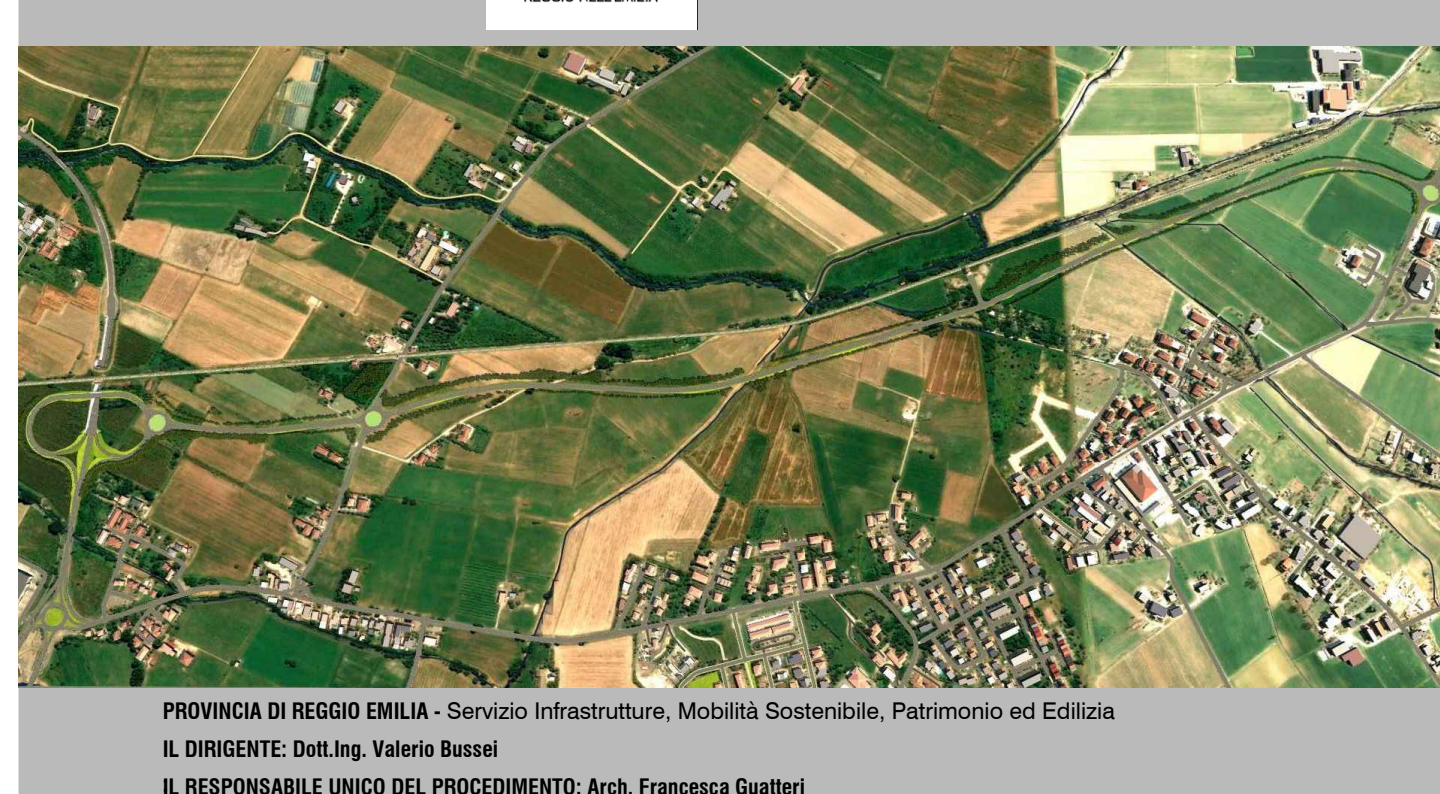 PROVINCIA DI REGGIO EMILIA - Servizio Infrastrutture, Mobilità Sostenibile, Patrimonio ed Edilizia
IL DIRIGENTE: Dott.Ing. Valerio Bussei
IL RESPONSABILE UNICO DEL PROCEDIMENTO: Arch. Francesca Guatteri